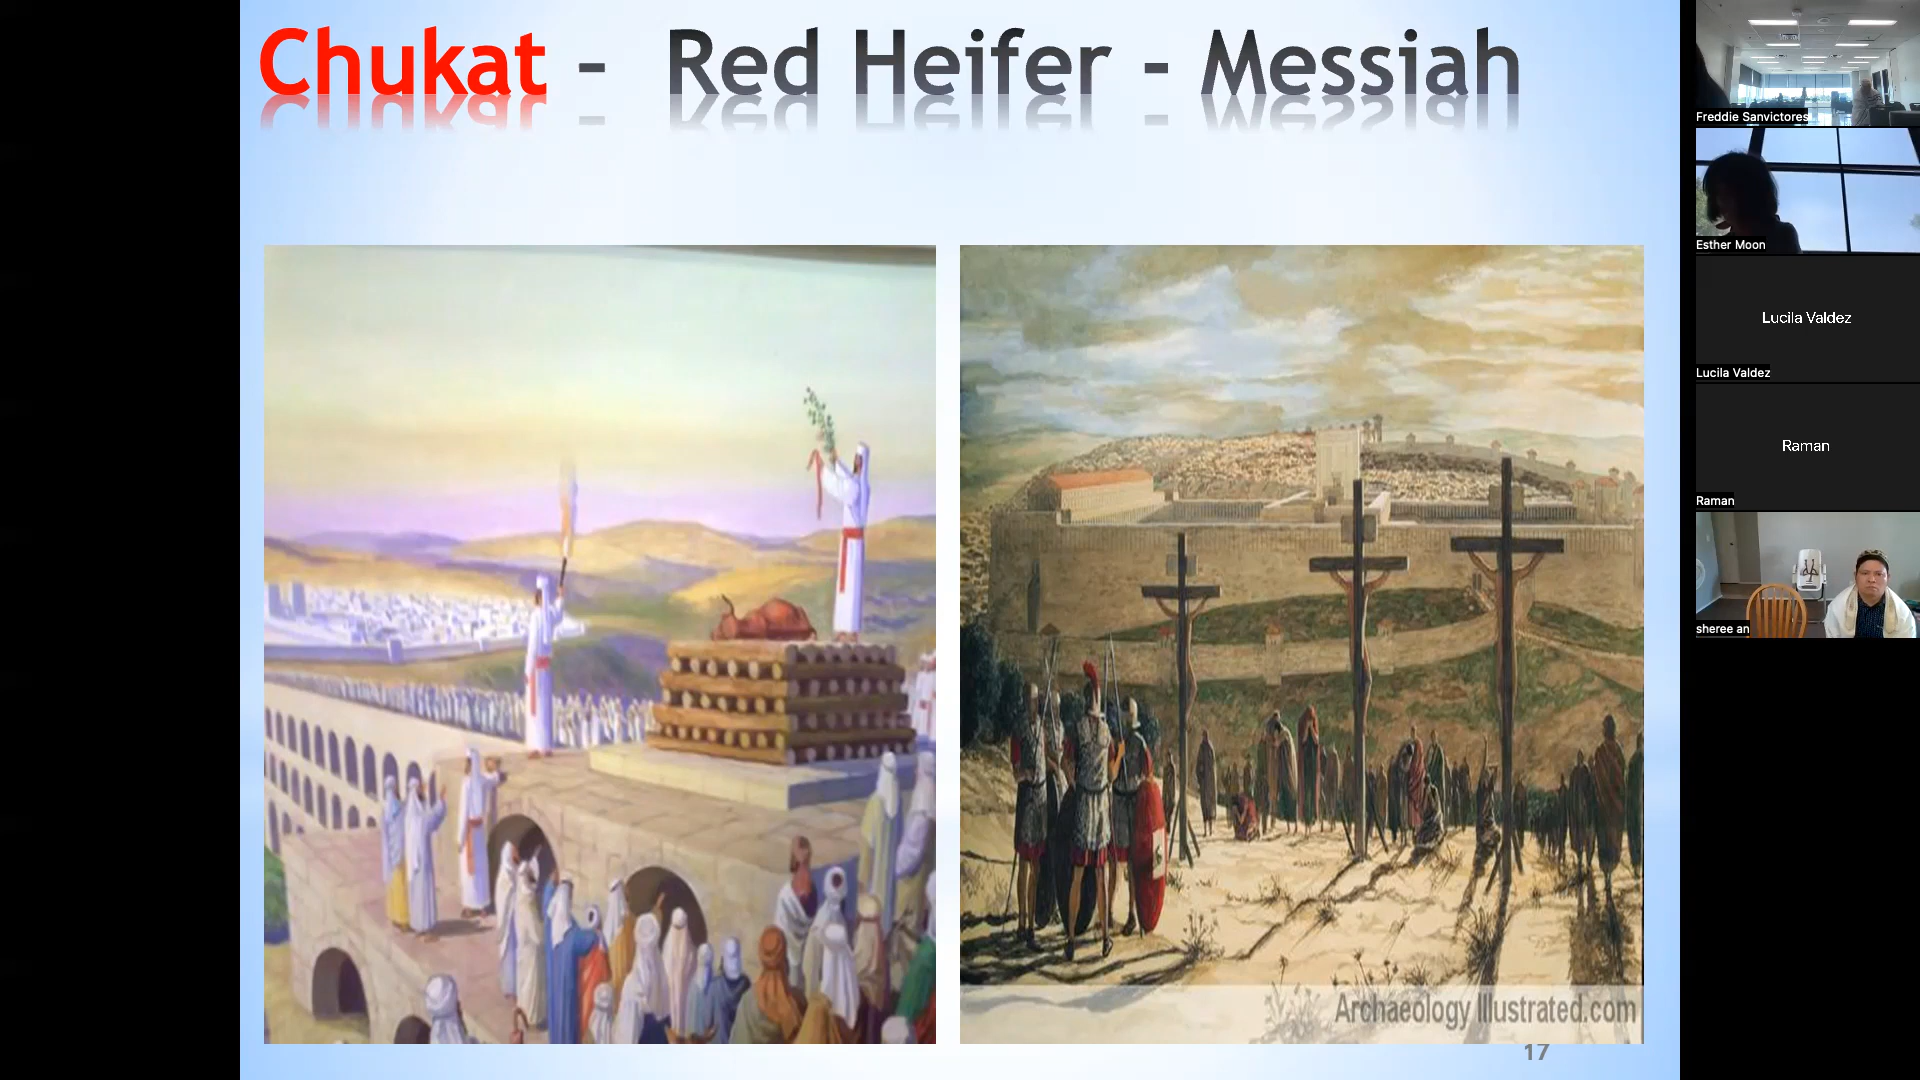 Chukat - Red Heifer - Messiah
Archaeology Illustrated.com
17
Freddie Sanvictores
Esther Moon
Lucila Valdez
Lucila Valdez
Raman
Raman
sheree an